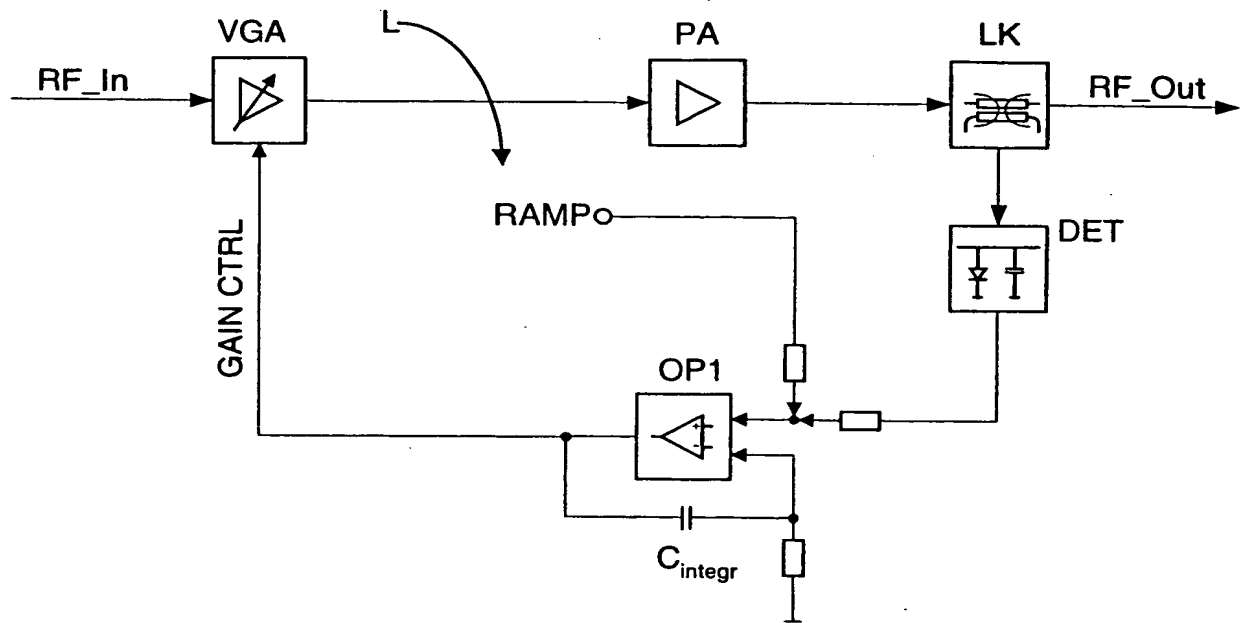 VGA
L
PA
LK
RF_In
RF_Out
RAMP
DET
GAIN CTRL
OP1
+
-
C integr